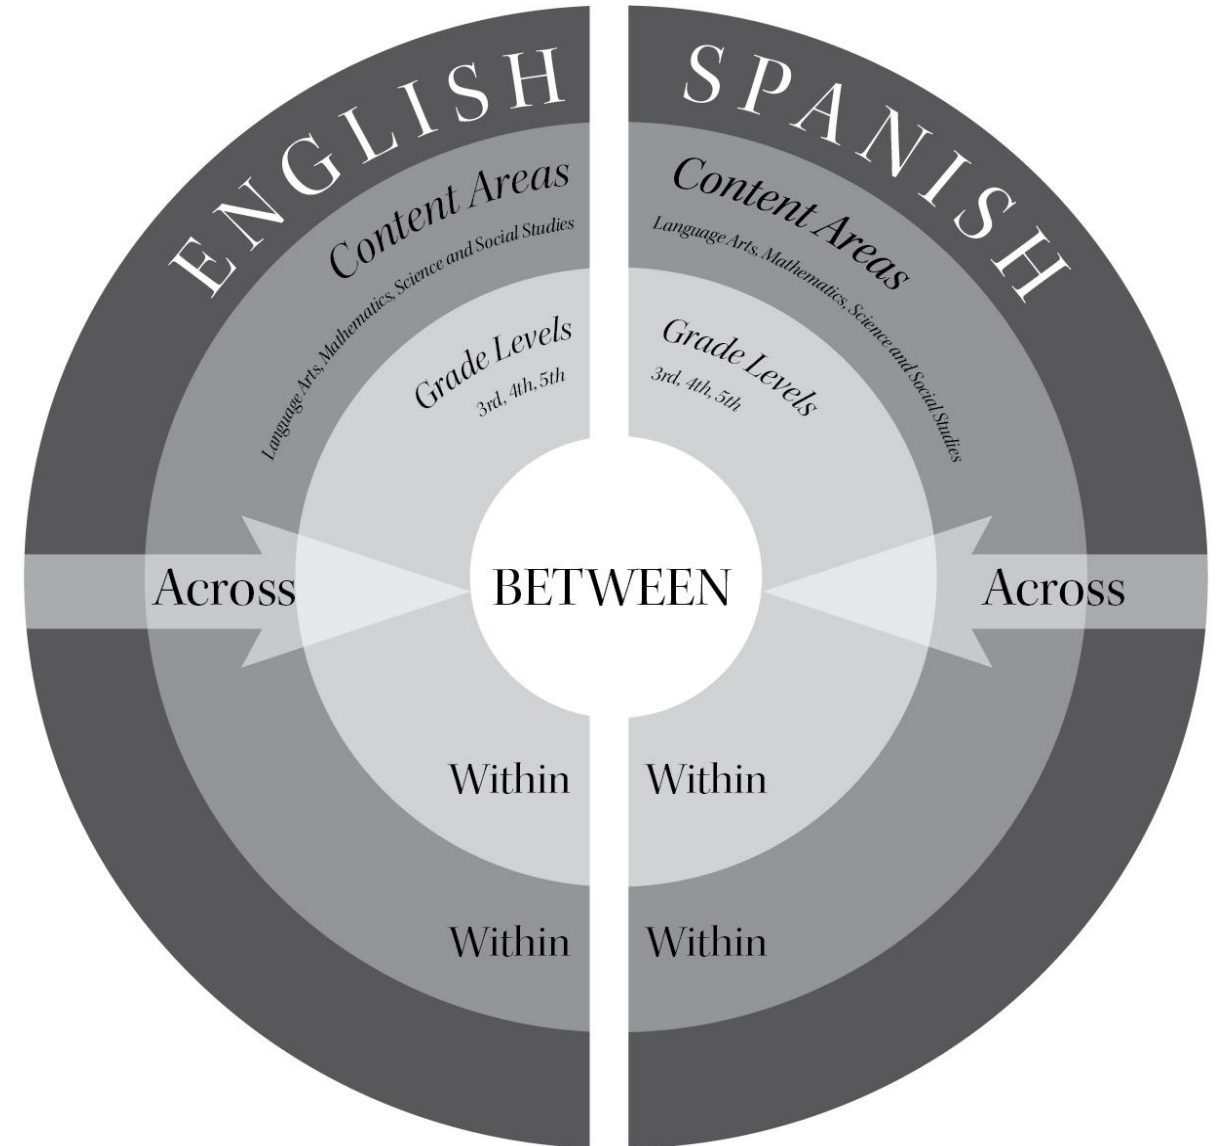 ENGLISH
Content Areas
Language Arts, Mathematics, Science and Social Studies
Grade Levels
3rd, 4th, 5th
SPANISH
Content Areas
Language Arts, Mathematics, Science and Social Studies
Grade Levels
3rd, 4th, 5th
Across
BETWEEN
Across
Within
Within
Within
Within